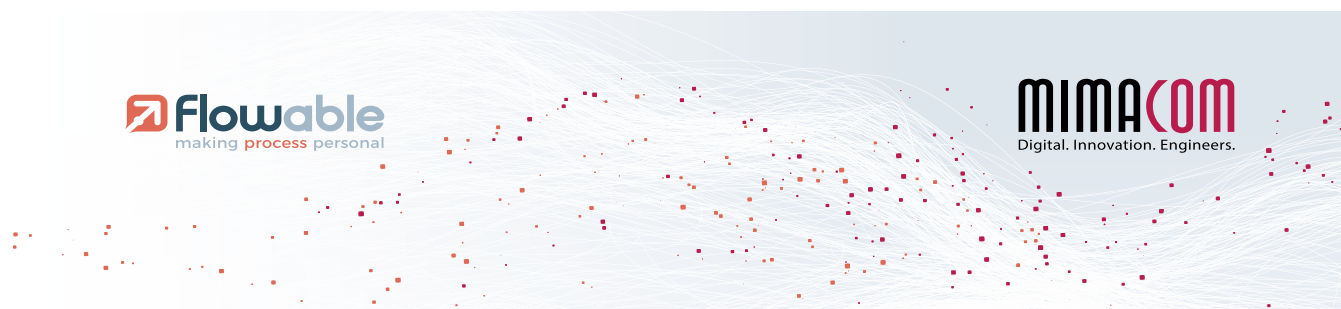 Flowable
making process personal
MIMACOM
Digital. Innovation. Engineers.